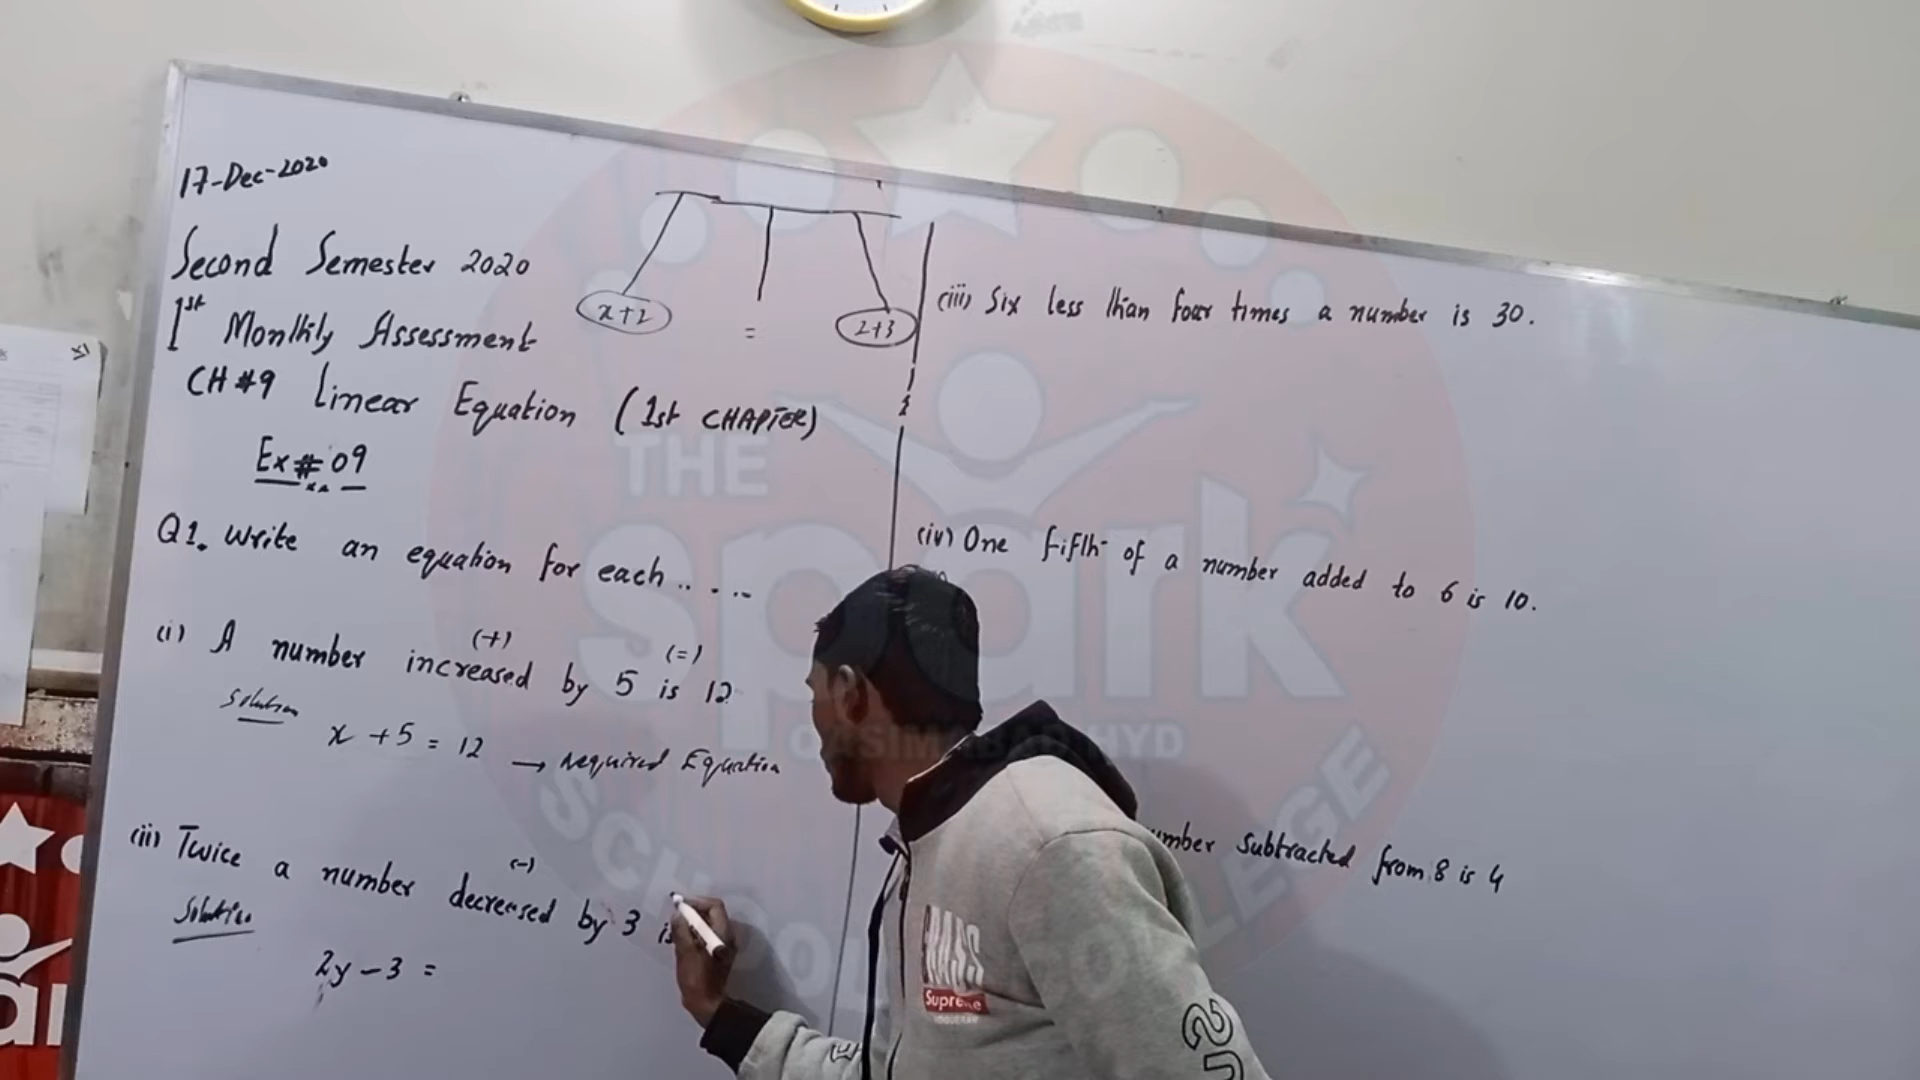 17-Dec-2020
Second Semester 2020
1st Monthly Assessment
CH #9 Linear Equation (1st CHAPTER)
Ex# 09
x+2
=
2+3
Q1. Write an equation for each ....
(i) A number increased by 5 is 12
(+)
(=)
Solution
x +5 = 12 → required Equation
(ii) Twice a number decreased by 3 is
(-)
Solution
2y - 3 =
(iii) Six less than four times a number is 30.
(iv) One fifth of a number added to 6 is 10.
subtracted from 8 is 4
THE
Spark
QASIMABAD HYD
SCHOOL COLLEGE
Supreme